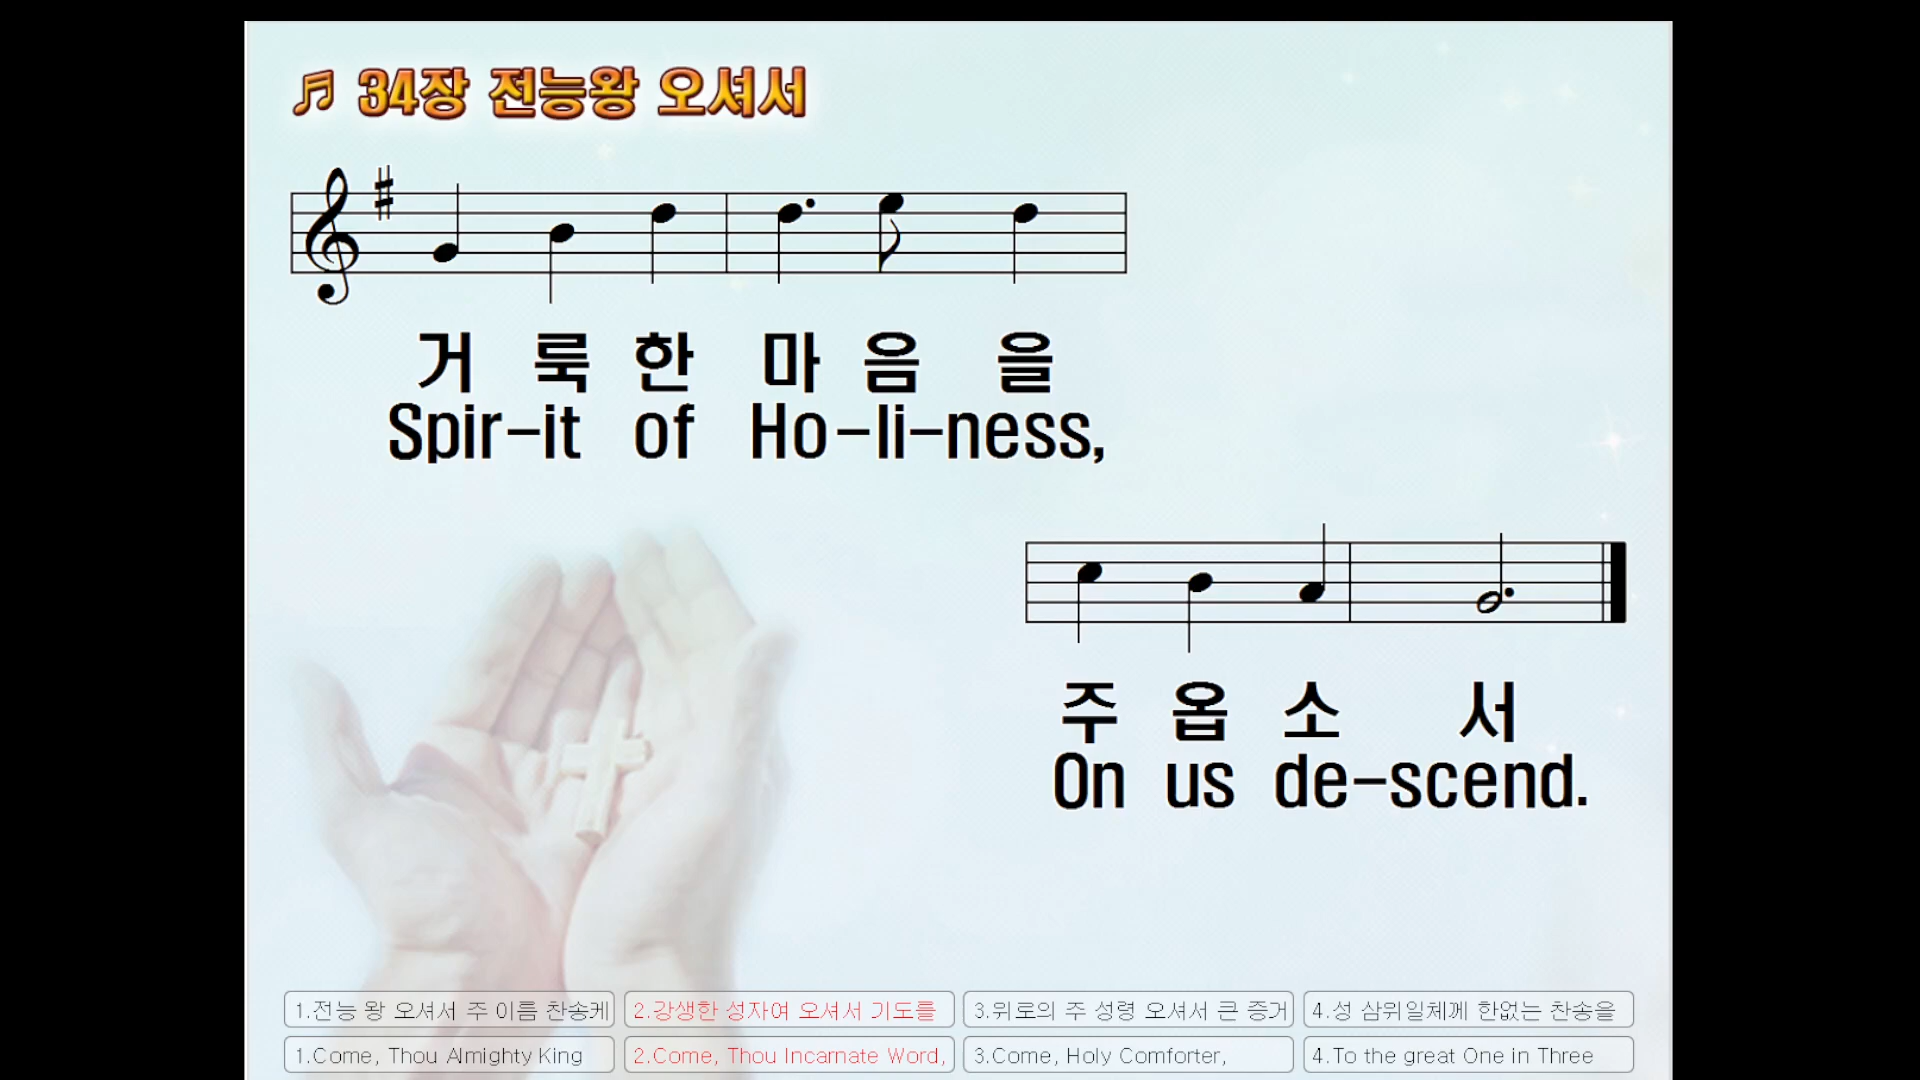 34장 전능왕 오셔서
거 룩 한 마 음 을
Spir-it of Ho-li-ness,
주 옵 소 서
On us de-scend.
1.전능 왕 오셔서 주 이름 찬송케
2.강생한 성자여 오셔서 기도를
3.위로의 주 성령 오셔서 큰 증거
4.성 삼위일체께 한없는 찬송을
1.Come, Thou Almighty King
2.Come, Thou Incarnate Word,
3.Come, Holy Comforter,
4.To the great One in Three